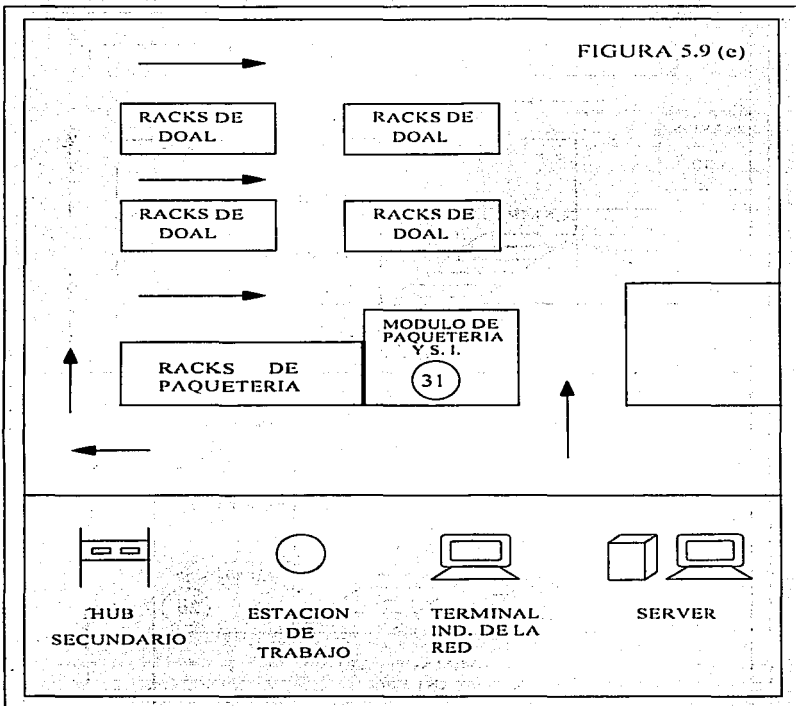 FIGURA 5.9 (c)
RACKS DE
DOAL
RACKS DE
DOAL
RACKS DE
DOAL
RACKS DE
DOAL
MODULO DE
PAQUETERIA
Y S. I.
31
RACKS DE
PAQUETERIA
HUB
SECUNDARIO
ESTACION
DE
TRABAJO
TERMINAL
IND. DE LA
RED
SERVER